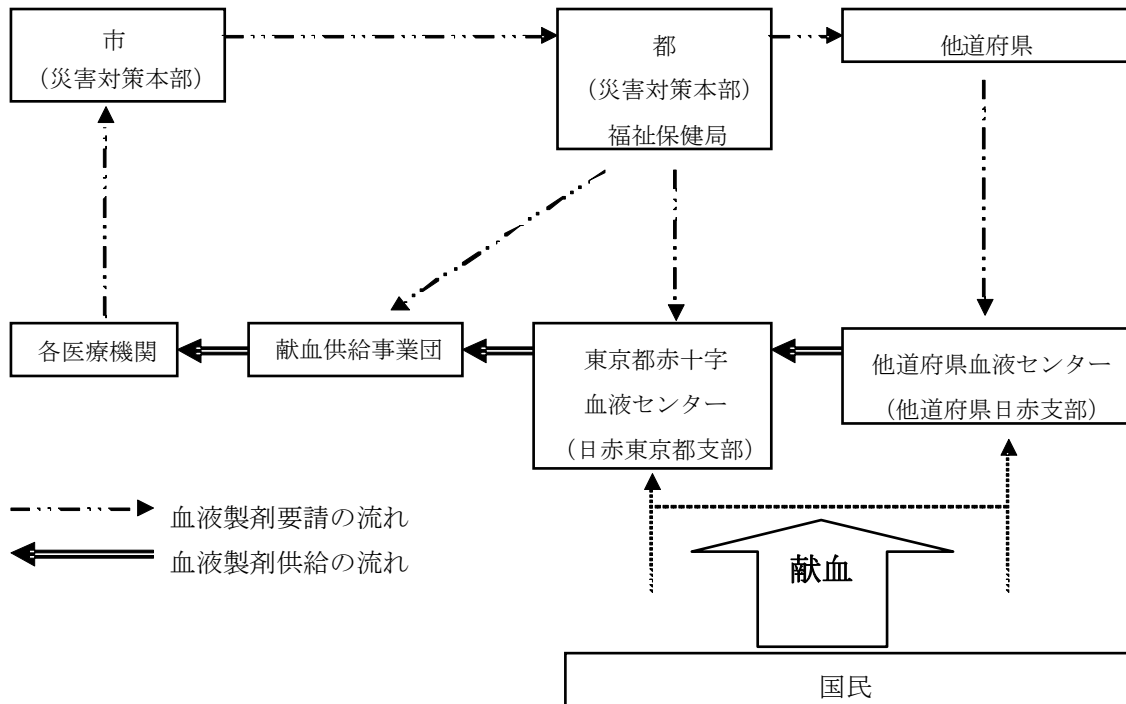 市
（災害対策本部）
都
（災害対策本部）
福祉保健局
他道府県
各医療機関
献血供給事業団
東京都赤十字
血液センター
（日赤東京都支部）
他道府県血液センター
（他道府県日赤支部）
血液製剤要請の流れ
血液製剤供給の流れ
献血
国民